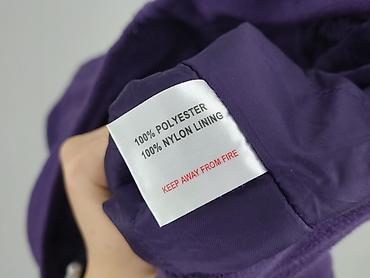 100% POLYESTER
100% NYLON LINING
KEEP AWAY FROM FIRE